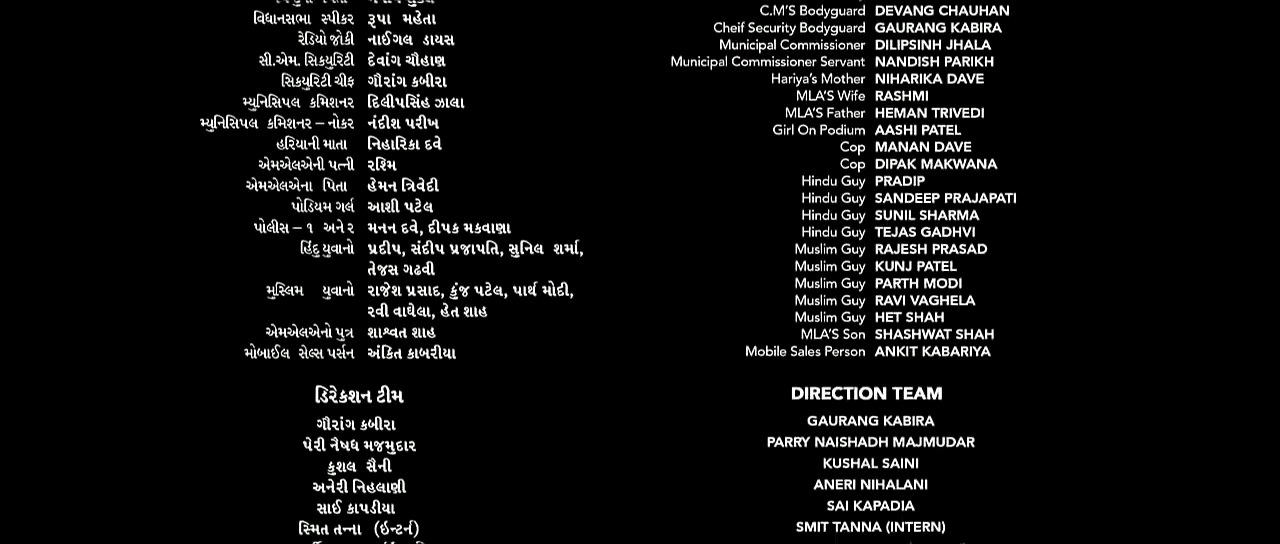 વિધાનસભા સ્પીકર રૂપા મહેતા
રેડિયો જોકી નાઈગલ ડાયસ
સી.એમ. સિકયુરિટી દેવાંગ ચૌહાણ
સિકયુરિટી ચીફ ગૌરાંગ કબીરા
મ્યુનિસિપલ કમિશનર દિલીપસિંહ ઝાલા
મ્યુનિસિપલ કમિશનર – નોકર નંદીશ પરીખ
હરિયાની માતા નિહારિકા દવે
એમએલએની પત્ની રશ્મિ
એમએલએના પિતા હેમન ત્રિવેદી
પોડિયમ ગર્લ આશી પટેલ
પોલીસ – ૧ અને ૨ મનન દવે, દીપક મકવાણા
હિંદુ યુવાનો પ્રદીપ, સંદીપ પ્રજાપતિ, સુનિલ શર્મા,
તેજસ ગઢવી
મુસ્લિમ યુવાનો રાજેશ પ્રસાદ, કુંજ પટેલ, પાર્થ મોદી,
રવી વાઘેલા, હેત શાહ
એમએલએનો પુત્ર શાશ્વત શાહ
મોબાઈલ સેલ્સ પર્સન અંકિત કાબરીયા
ડિરેકશન ટીમ
ગૌરાંગ કબીરા
પેરી નૈષધ મજમુદાર
કુશલ સૈની
અનેરી નિહલાણી
સાઈ કાપડીયા
સ્મિત તન્ના (ઇન્ટર્ન)
C.M'S Bodyguard DEVANG CHAUHAN
Cheif Security Bodyguard GAURANG KABIRA
Municipal Commissioner DILIPSINH JHALA
Municipal Commissioner Servant NANDISH PARIKH
Hariya's Mother NIHARIKA DAVE
MLA'S Wife RASHMI
MLA'S Father HEMAN TRIVEDI
Girl On Podium AASHI PATEL
Cop MANAN DAVE
Cop DIPAK MAKWANA
Hindu Guy PRADIP
Hindu Guy SANDEEP PRAJAPATI
Hindu Guy SUNIL SHARMA
Hindu Guy TEJAS GADHVI
Muslim Guy RAJESH PRASAD
Muslim Guy KUNJ PATEL
Muslim Guy PARTH MODI
Muslim Guy RAVI VAGHELA
Muslim Guy HET SHAH
MLA'S Son SHASHWAT SHAH
Mobile Sales Person ANKIT KABARIYA
DIRECTION TEAM
GAURANG KABIRA
PARRY NAISHADH MAJMUDAR
KUSHAL SAINI
ANERI NIHALANI
SAI KAPADIA
SMIT TANNA (INTERN)